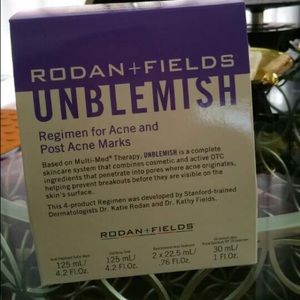 RODAN+FIELDS
UNBLEMISH
Regimen for Acne and
Post Acne Marks
Based on Multi-Med® Therapy, UNBLEMISH is a complete
skincare system that combines cosmetic and active OTC
ingredients that penetrate into pores where acne originates,
helping prevent breakouts before they are visible on the
skin's surface.
This 4-product Regimen was developed by Stanford-trained
Dermatologists Dr. Katie Rodan and Dr. Kathy Fields.
RODAN+FIELDS
125 mL/
4.2 Fl.Oz.
125 mL/
4.2 Fl.Oz.
2 x 22.5 mL/
.76 Fl.Oz.
30 mL/
1 Fl.Oz.